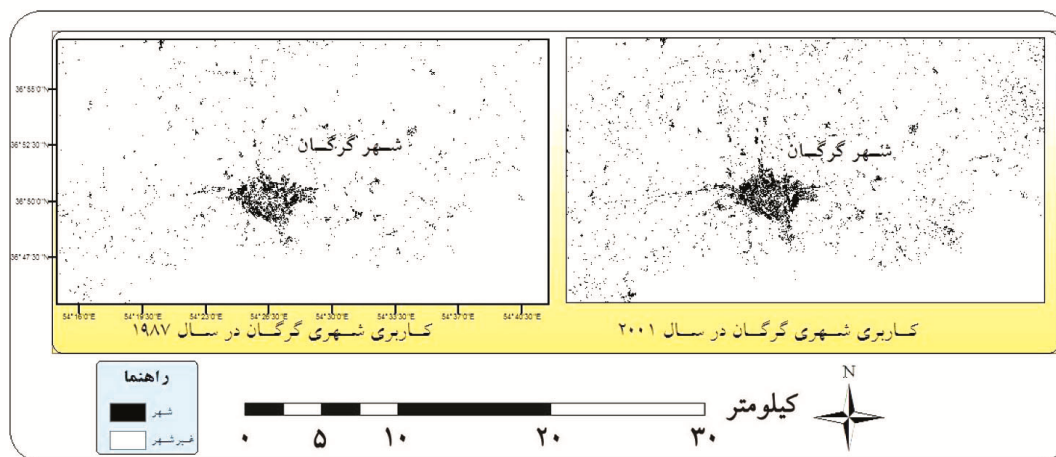 شهر گرگان
شهر گرگان
36°55'0"N
36°52'30"N
36°50'0"N
36°47'30"N
54°16'0"E 54°19'30"E 54°23'0"E 54°26'30"E 54°30'0"E 54°33'30"E 54°37'0"E 54°40'30"E
کاربری شهری گرگان در سال ۱۹۸۷
کاربری شهری گرگان در سال ۲۰۰۱
راهنما
شهر
غیر شهر
کیلومتر
۰ ۵ ۱۰ ۲۰ ۳۰
N